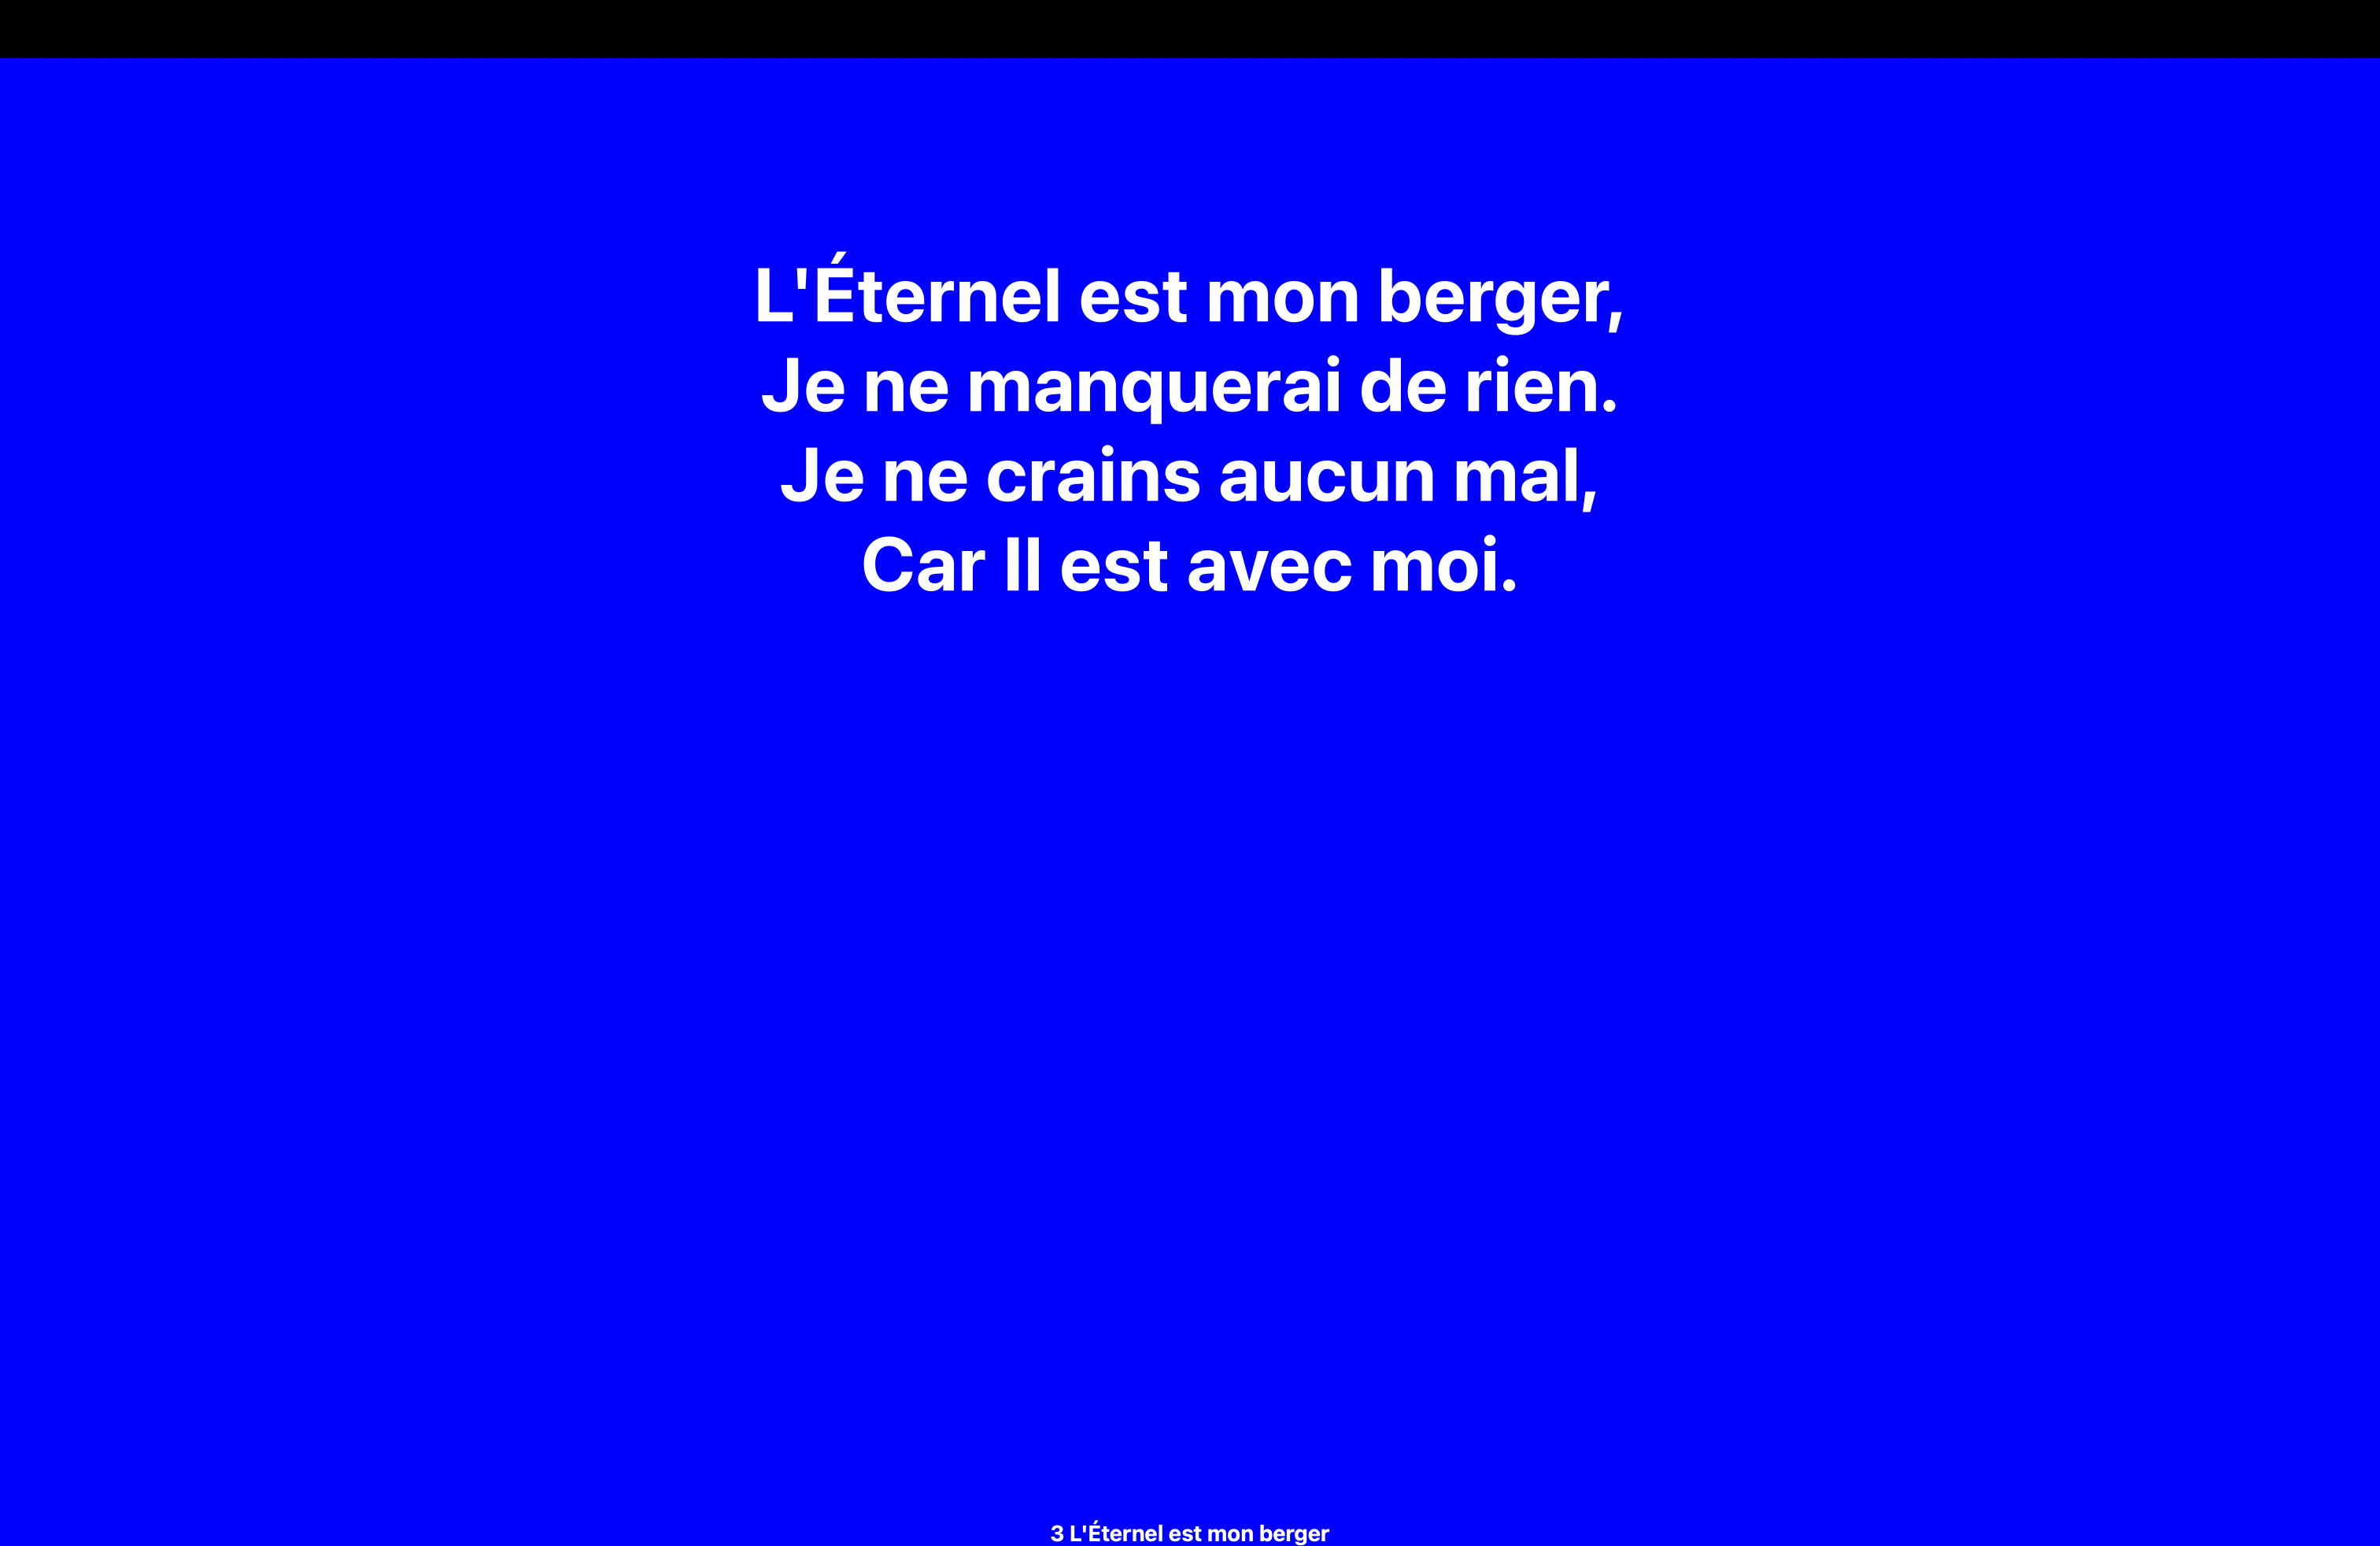 L'Éternel est mon berger,
Je ne manquerai de rien.
Je ne crains aucun mal,
Car Il est avec moi.
3 L'Éternel est mon berger